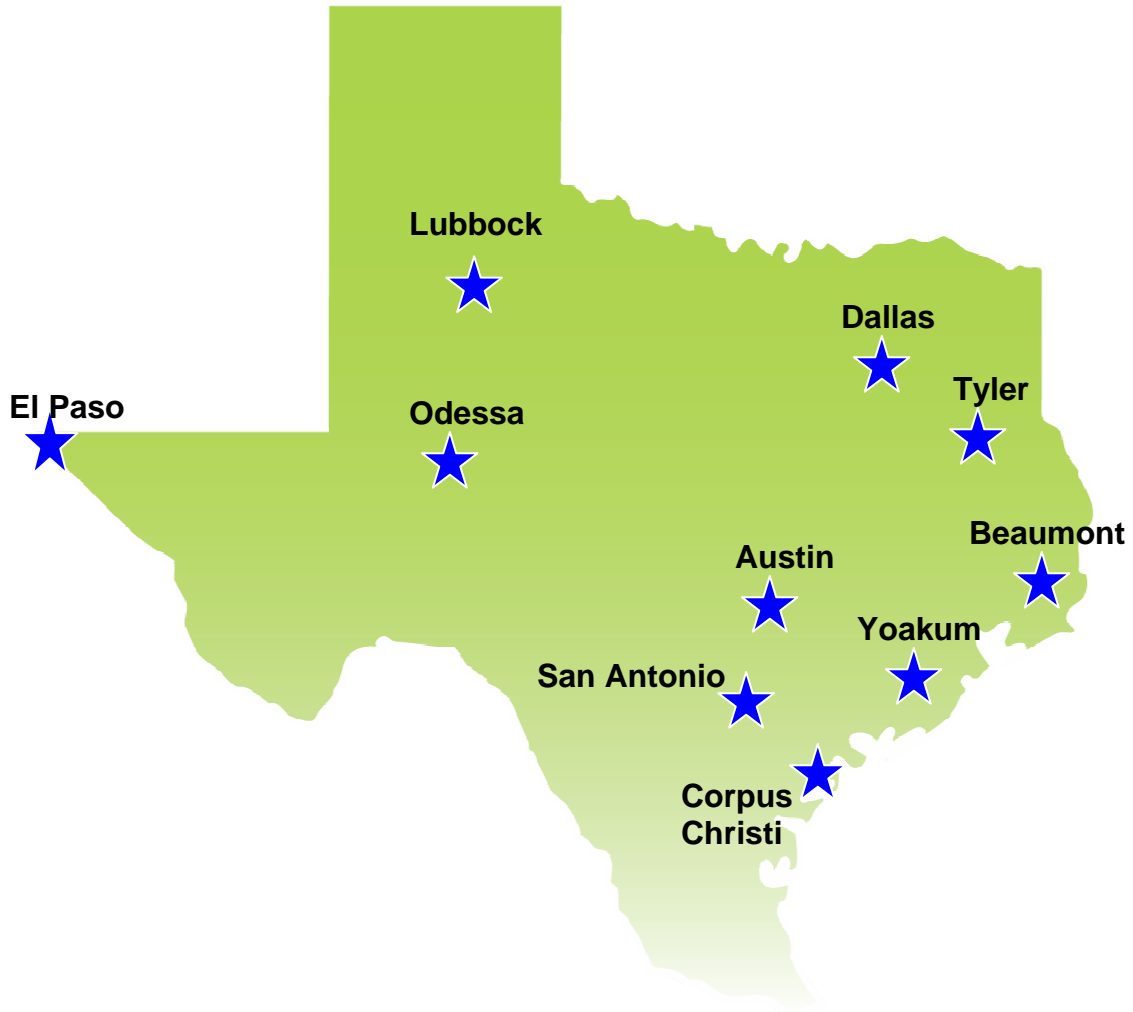 Lubbock
Dallas
Tyler
El Paso
Odessa
Beaumont
Austin
Yoakum
San Antonio
Corpus
Christi